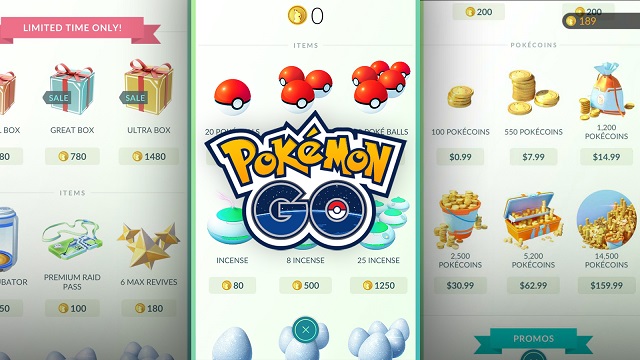 LIMITED TIME ONLY!
SALE
SALE
BOX
GREAT BOX
ULTRA BOX
80
780
1480
ITEMS
PREMIUM RAID
PASS
6 MAX REVIVES
100
180
0
ITEMS
20 POKÉ BALLS
POKÉ BALLS
POKÉMON
GO
INCENSE
8 INCENSE
25 INCENSE
80
500
1250
200
200
189
POKÉCOINS
100 POKÉCOINS
550 POKÉCOINS
1,200
POKÉCOINS
$0.99
$7.99
$14.99
2,500
POKÉCOINS
5,200
POKÉCOINS
14,500
POKÉCOINS
$30.99
$62.99
$159.99
PROMOS